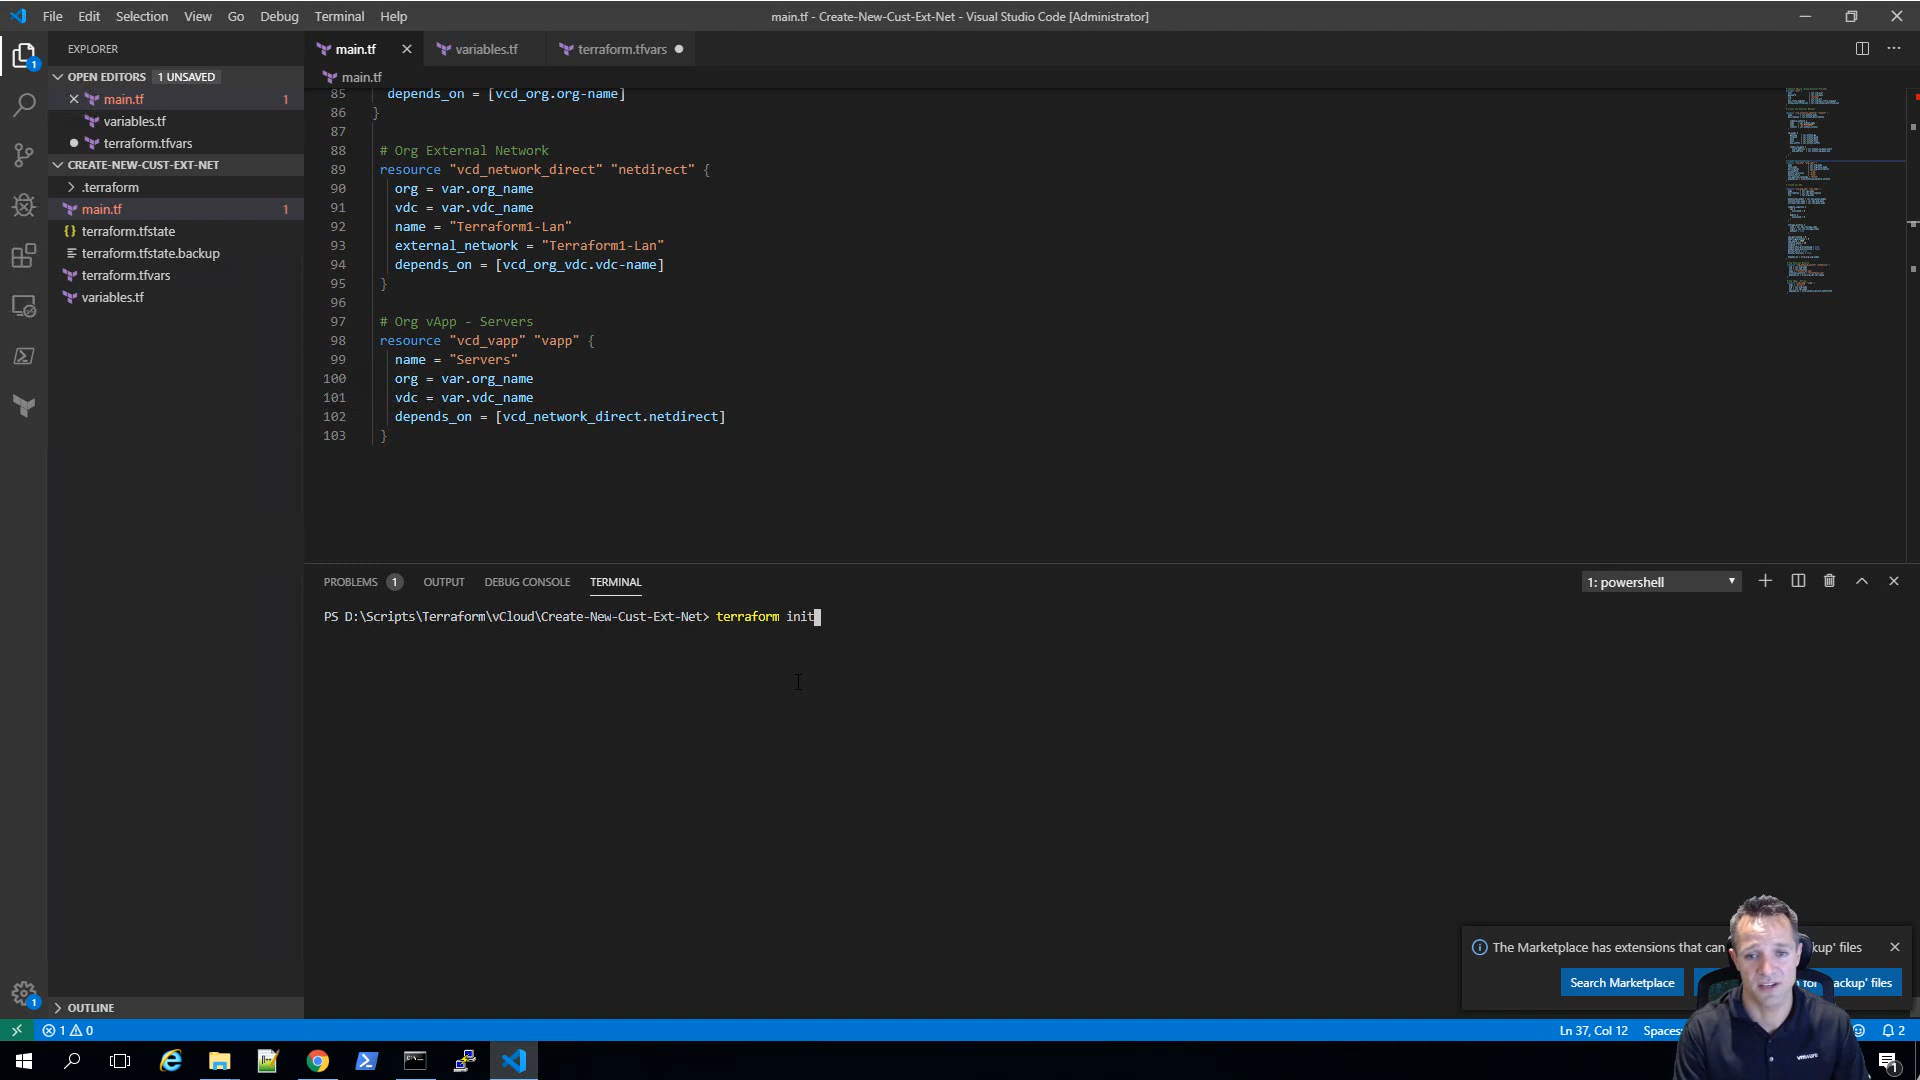 File Edit Selection View Go Debug Terminal Help
main.tf - Create-New-Cust-Ext-Net - Visual Studio Code [Administrator]
EXPLORER
OPEN EDITORS 1 UNSAVED
main.tf 1
variables.tf
terraform.tfvars
CREATE-NEW-CUST-EXT-NET
.terraform
main.tf 1
terraform.tfstate
terraform.tfstate.backup
terraform.tfvars
variables.tf
OUTLINE
main.tf variables.tf terraform.tfvars
main.tf
85 depends_on = [vcd_org.org-name]
86 }
87
88 # Org External Network
89 resource "vcd_network_direct" "netdirect" {
90 org = var.org_name
91 vdc = var.vdc_name
92 name = "Terraform1-Lan"
93 external_network = "Terraform1-Lan"
94 depends_on = [vcd_org_vdc.vdc-name]
95 }
96
97 # Org vApp - Servers
98 resource "vcd_vapp" "vapp" {
99 name = "Servers"
100 org = var.org_name
101 vdc = var.vdc_name
102 depends_on = [vcd_network_direct.netdirect]
103 }
PROBLEMS 1 OUTPUT DEBUG CONSOLE TERMINAL
1: powershell
PS D:\Scripts\Terraform\vCloud\Create-New-Cust-Ext-Net> terraform init
The Marketplace has extensions that can kup' files
Search Marketplace
for ackup' files
1 0
Ln 37, Col 12 Spaces:
2
vmware
1